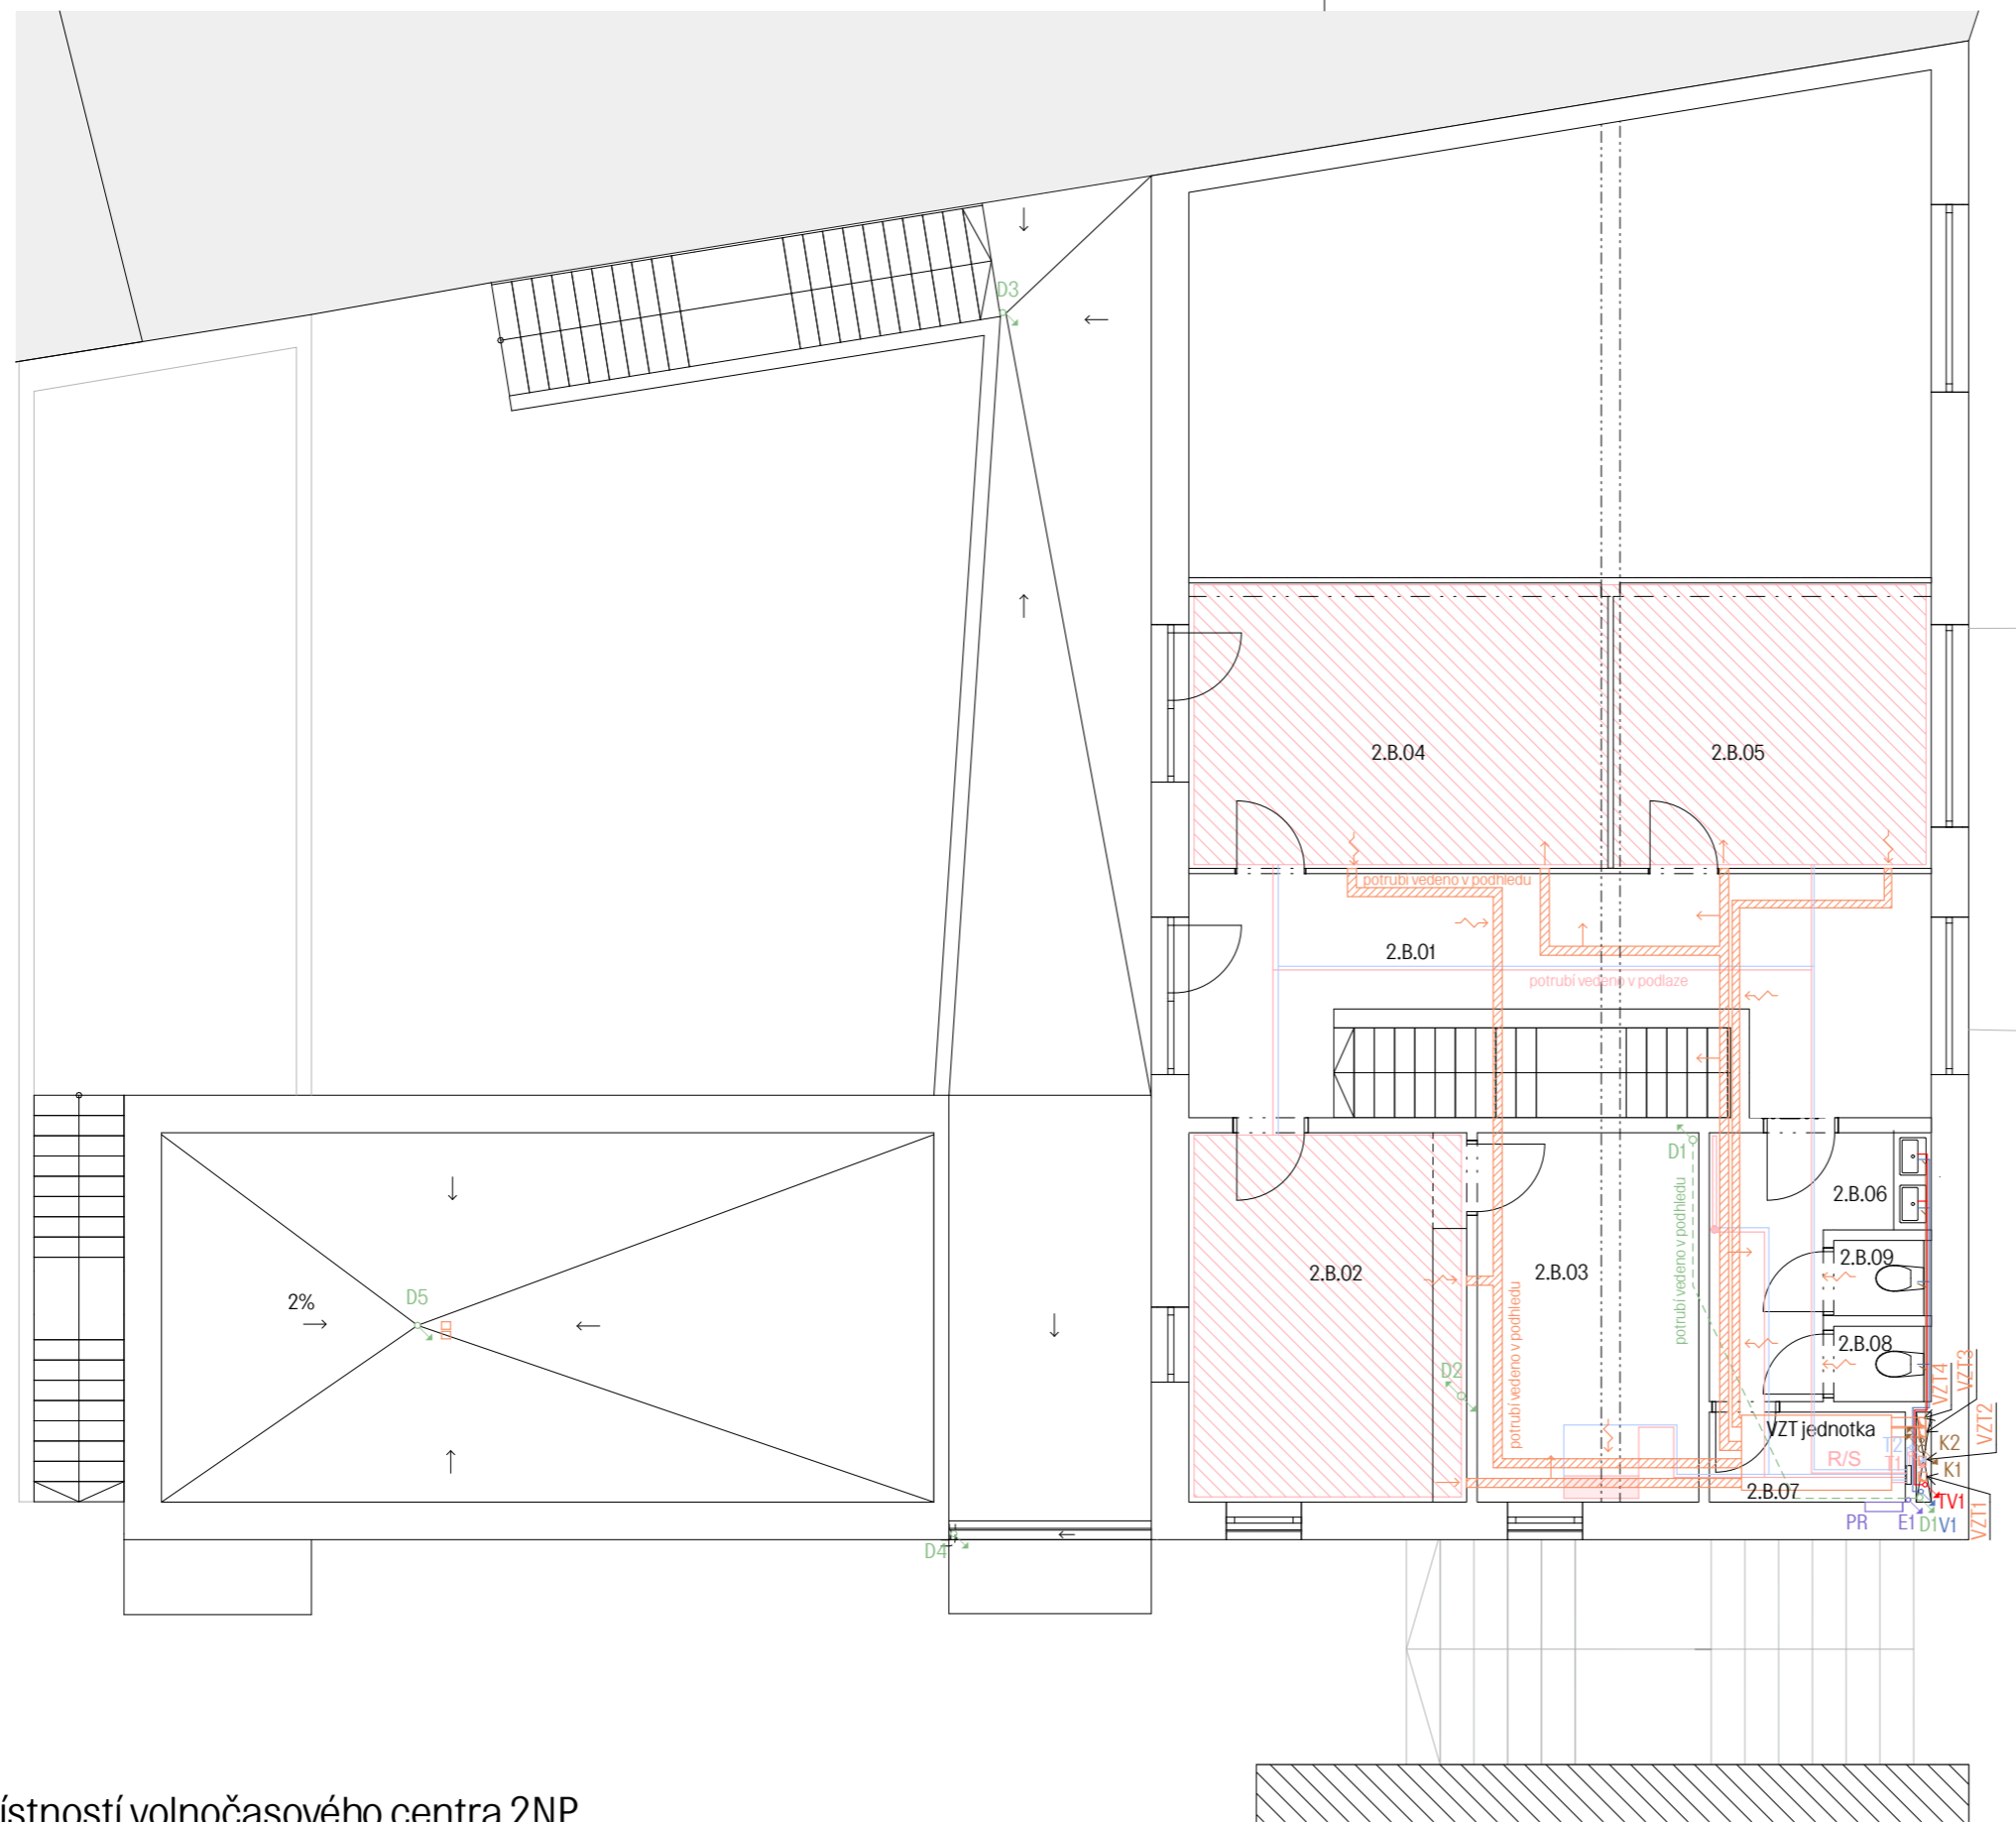 D3
2.B.04
2.B.05
potrubí vedeno v podhledu
2.B.01
potrubí vedeno v podlaze
D1
potrubí vedeno v podhledu
2.B.06
2.B.09
2.B.02
2.B.03
D5
2%
potrubí vedeno v podhledu
2.B.08
D2
VZT4
VZT3
VZT2
VZT jednotka
T2
K2
R/S
T1
K1
2.B.07
TV1
PR
E1
D1
V1
VZT1
D4
ístností volnočasového centra 2NP